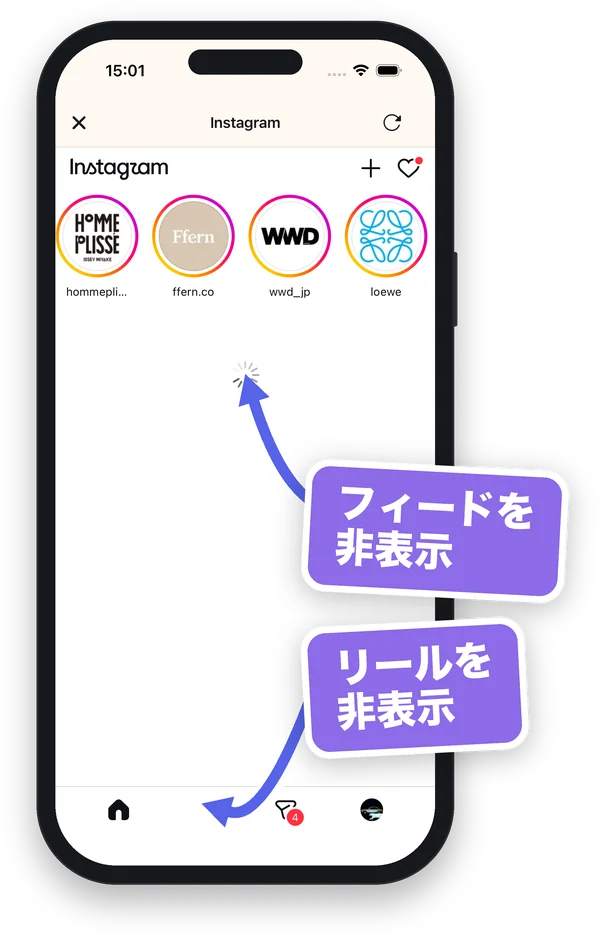 15:01
Instagram
Instagram
HOMME PLISSÉ ISSEY MIYAKE
Ffern
WWD
hommepli...
ffern.co
wwd_jp
loewe
フィードを
非表示
リールを
非表示
4